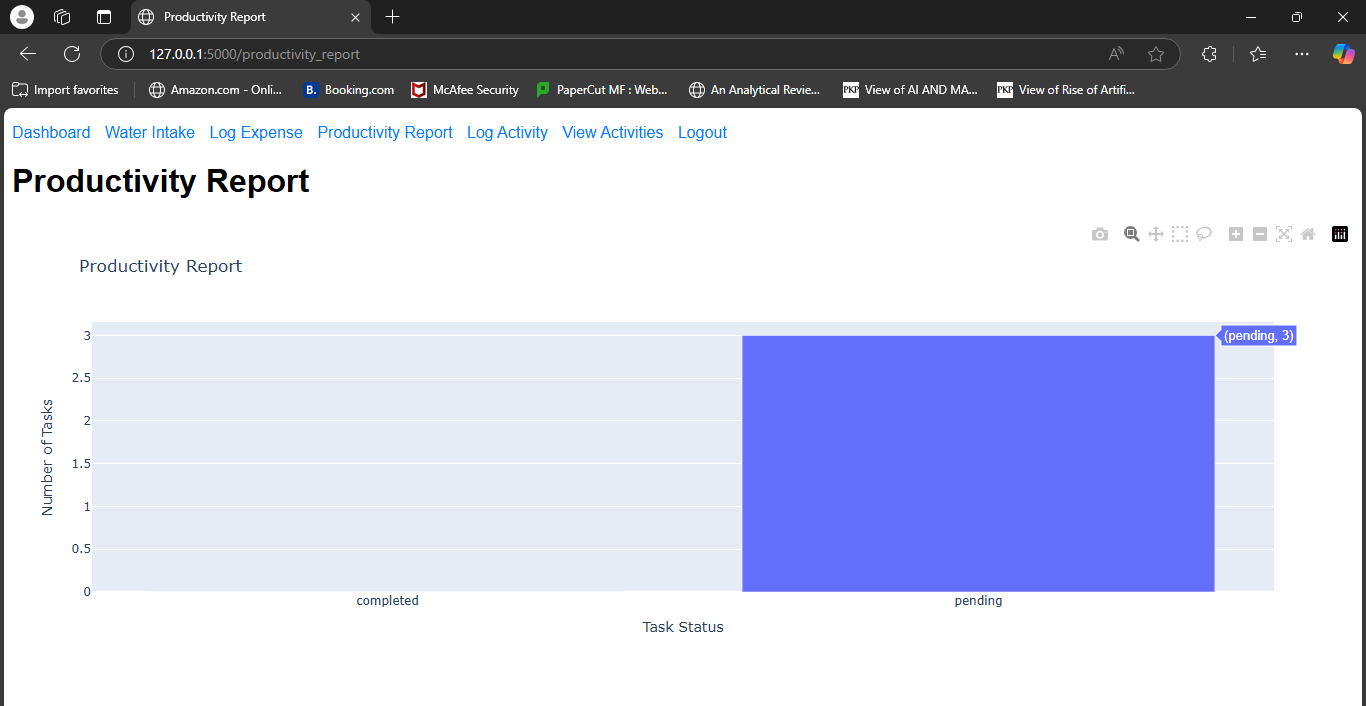 Productivity Report
127.0.0.1:5000/productivity_report
Import favorites Amazon.com - Onli... B. Booking.com McAfee Security PaperCut MF : Web... An Analytical Revie... PKP View of AI AND MA... PKP View of Rise of Artifi...
Dashboard Water Intake Log Expense Productivity Report Log Activity View Activities Logout
Productivity Report
Productivity Report
3
(pending, 3)
2.5
2
1.5
1
0.5
0
Number of Tasks
completed pending
Task Status